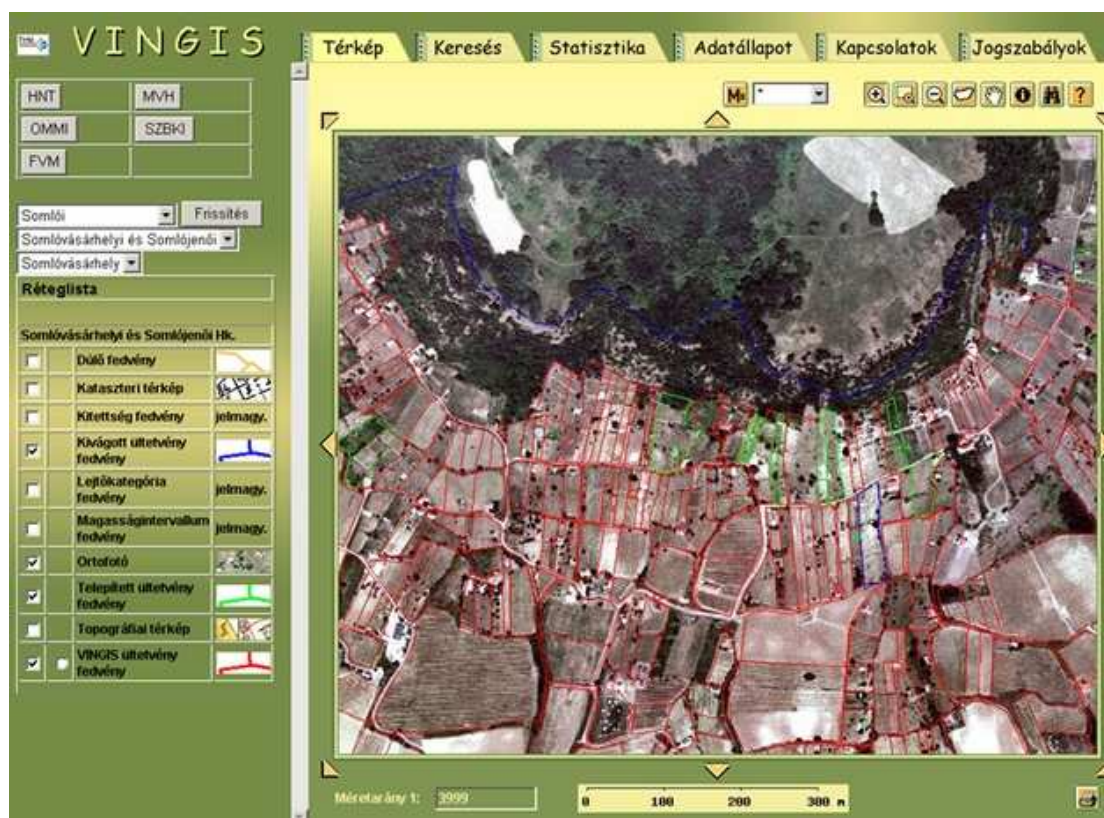 VINGIS
Térkép
Keresés
Statisztika
Adatállapot
Kapcsolatok
Jogszabályok
HNT
MVH
OMMI
SZBKI
FVM
Somlói
Frissítés
Somlóvásárhelyi és Somlójenői
Somlóvásárhely
Réteglista
Somlóvásárhelyi és Somlójenői Hk.
Dűlő fedvény
Kataszteri térkép
Kitettség fedvény
jelmagy.
Kivágott ültetvény
fedvény
Lejtőkategória
fedvény
jelmagy.
Magasságintervallum
fedvény
jelmagy.
Ortofotó
Telepített ültetvény
fedvény
Topográfiai térkép
VINGIS ültetvény
fedvény
*
?
Méretarány 1:
3999
0
100
200
300 m